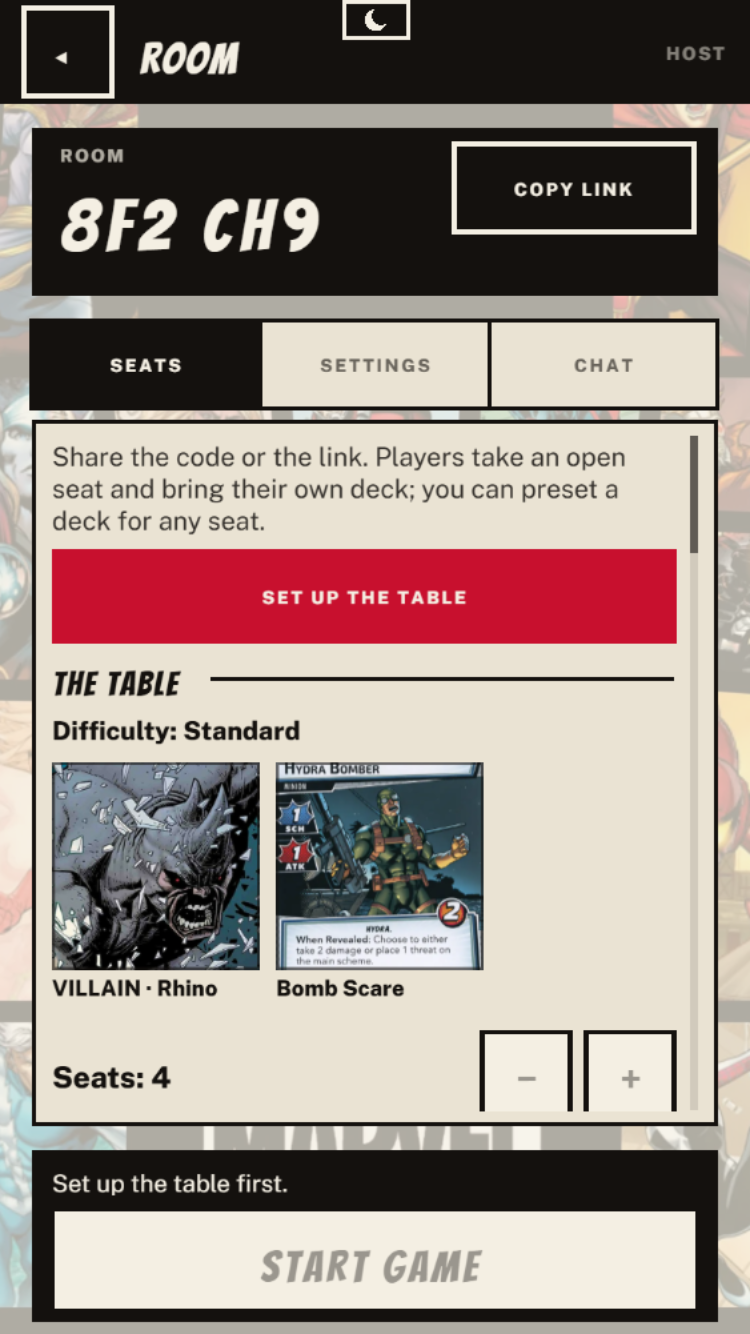 ROOM
HOST
ROOM
8F2 CH9
COPY LINK
SEATS
SETTINGS
CHAT
Share the code or the link. Players take an open
seat and bring their own deck; you can preset a
deck for any seat.
SET UP THE TABLE
THE TABLE
Difficulty: Standard
HYDRA BOMBER
MINION
1
SCH
1
ATK
2
HYDRA.
When Revealed: Choose to either
take 2 damage or place 1 threat on
the main scheme.
VILLAIN · Rhino
Bomb Scare
Seats: 4
−
+
MARVEL
Set up the table first.
START GAME